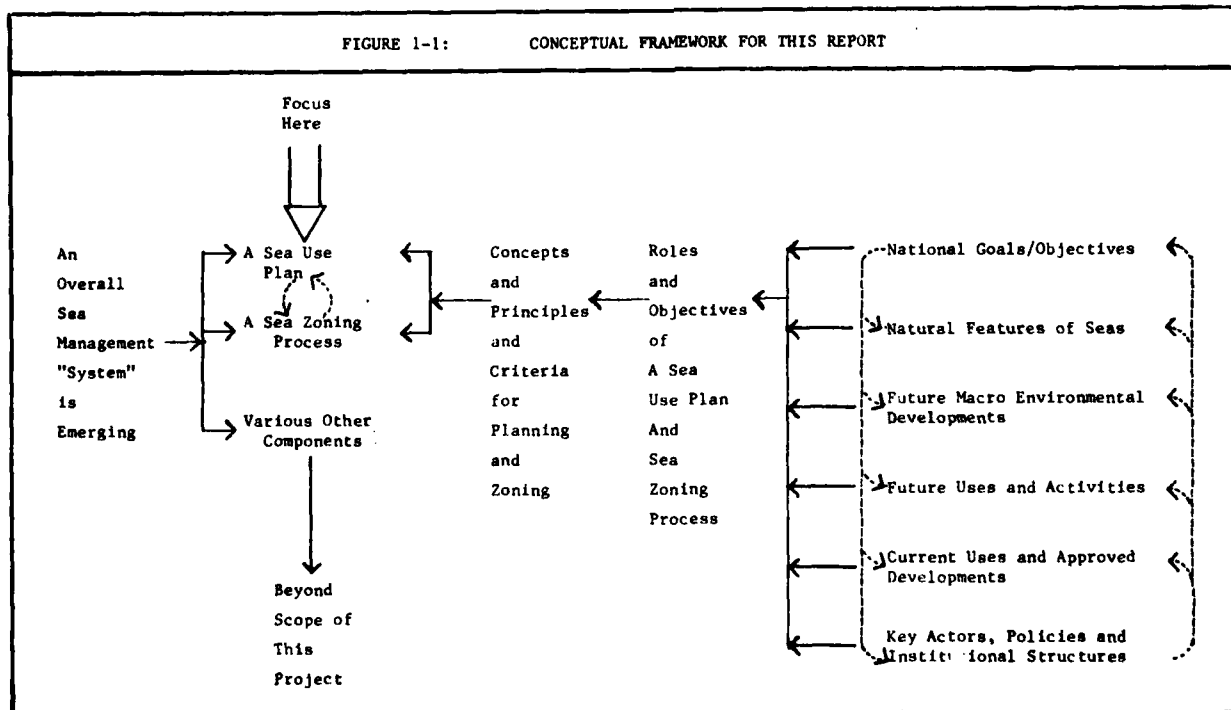 FIGURE 1-1: CONCEPTUAL FRAMEWORK FOR THIS REPORT
Focus
Here
An
Overall
Sea
Management
"System"
is
Emerging
A Sea Use
Plan
A Sea Zoning
Process
Various Other
Components
Beyond
Scope of
This
Project
Concepts
and
Principles
and
Criteria
for
Planning
and
Zoning
Roles
and
Objectives
of
A Sea
Use Plan
And
Sea
Zoning
Process
National Goals/Objectives
Natural Features of Seas
Future Macro Environmental
Developments
Future Uses and Activities
Current Uses and Approved
Developments
Key Actors, Policies and
Institutional Structures